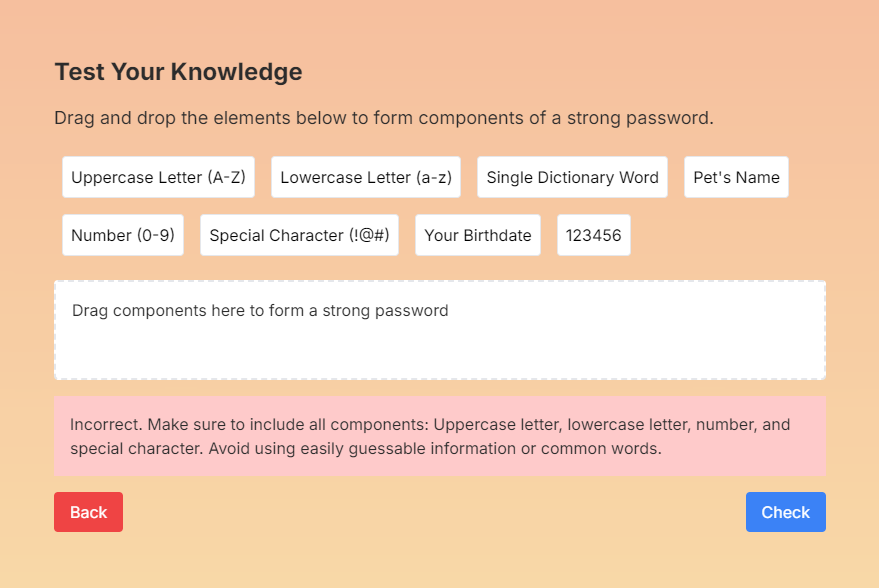 Test Your Knowledge
Drag and drop the elements below to form components of a strong password.
Uppercase Letter (A-Z) Lowercase Letter (a-z) Single Dictionary Word Pet's Name
Number (0-9) Special Character (!@#) Your Birthdate 123456
Drag components here to form a strong password
Incorrect. Make sure to include all components: Uppercase letter, lowercase letter, number, and
special character. Avoid using easily guessable information or common words.
Back Check